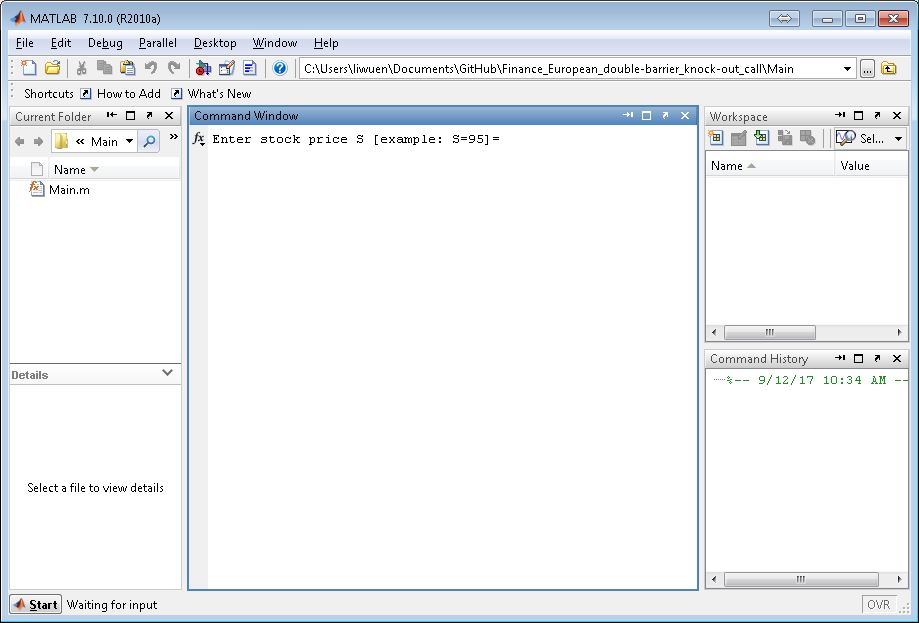 MATLAB 7.10.0 (R2010a)
File Edit Debug Parallel Desktop Window Help
C:\Users\liwuen\Documents\GitHub\Finance_European_double-barrier_knock-out_call\Main
...
Shortcuts How to Add What's New
Current Folder
« Main »
Name
Main.m
Details
Select a file to view details
Command Window
fx Enter stock price S [example: S=95]=
Workspace
Sel...
Name Value
Command History
%-- 9/12/17 10:34 AM --
Start Waiting for input
OVR